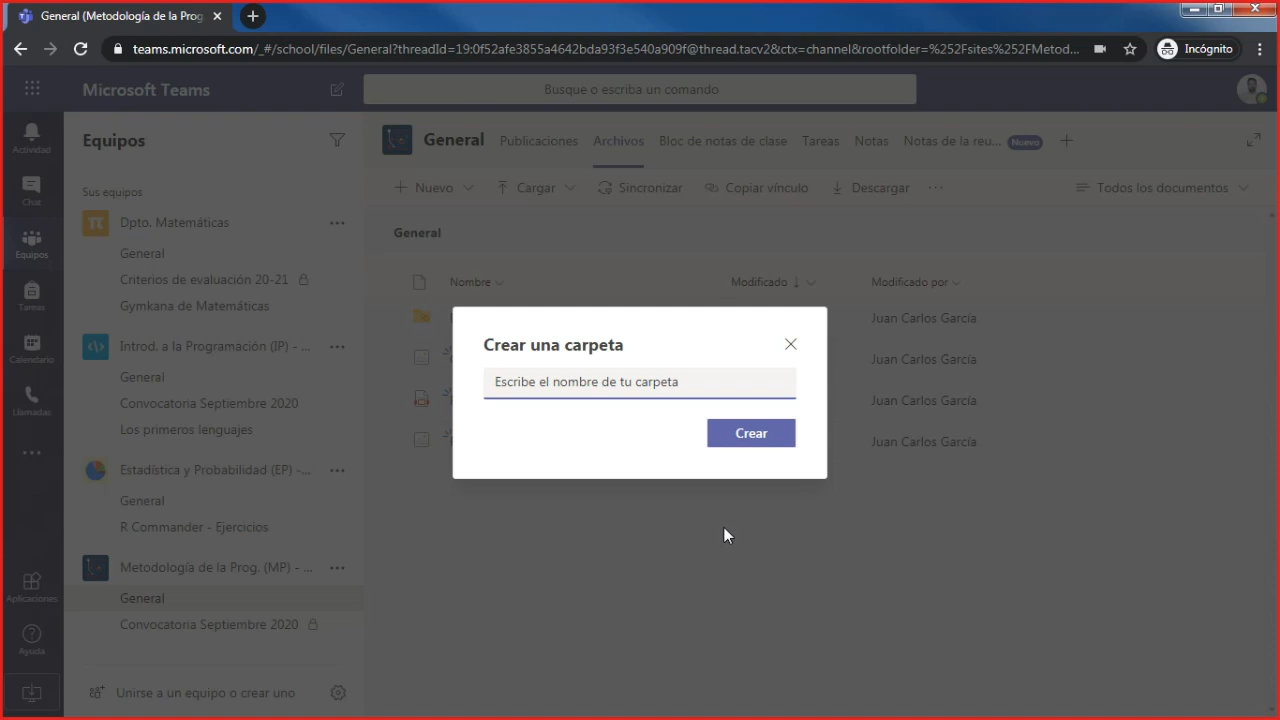 General (Metodología de la Prog
teams.microsoft.com/_#/school/files/General?threadId=19:0f52afe3855a4642bda93f3e540a909f@thread.tacv2&ctx=channel&rootfolder=%252Fsites%252FMetod...
Incógnito
Microsoft Teams
Busque o escriba un comando
Actividad
Chat
Equipos
Tareas
Calendario
Llamadas
Aplicaciones
Ayuda
Equipos
Sus equipos
Dpto. Matemáticas
General
Criterios de evaluación 20-21
Gymkana de Matemáticas
Introd. a la Programación (IP) - ...
General
Convocatoria Septiembre 2020
Los primeros lenguajes
Estadística y Probabilidad (EP) -...
General
R Commander - Ejercicios
Metodología de la Prog. (MP) - ...
General
Convocatoria Septiembre 2020
Unirse a un equipo o crear uno
General Publicaciones Archivos Bloc de notas de clase Tareas Notas Notas de la reu... Nuevo
Nuevo Cargar Sincronizar Copiar vínculo Descargar Todos los documentos
General
Nombre Modificado Modificado por
Juan Carlos García
Juan Carlos García
Juan Carlos García
Juan Carlos García
Crear una carpeta
Escribe el nombre de tu carpeta
Crear